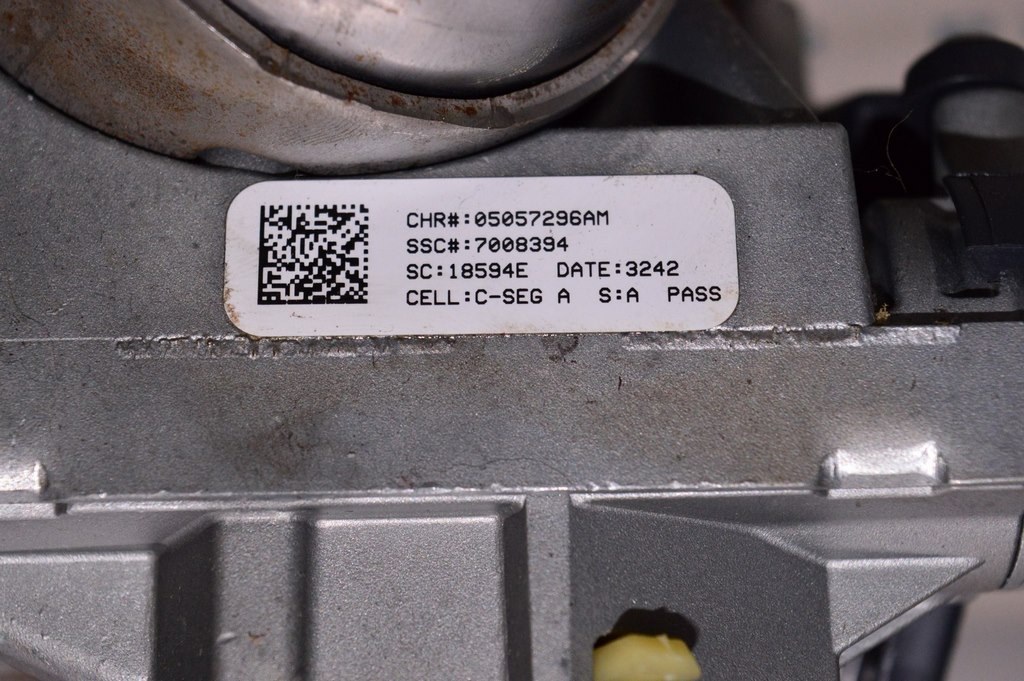 CHR#:05057296AM
SSC#:7008394
SC:18594E DATE:3242
CELL:C-SEG A S:A PASS